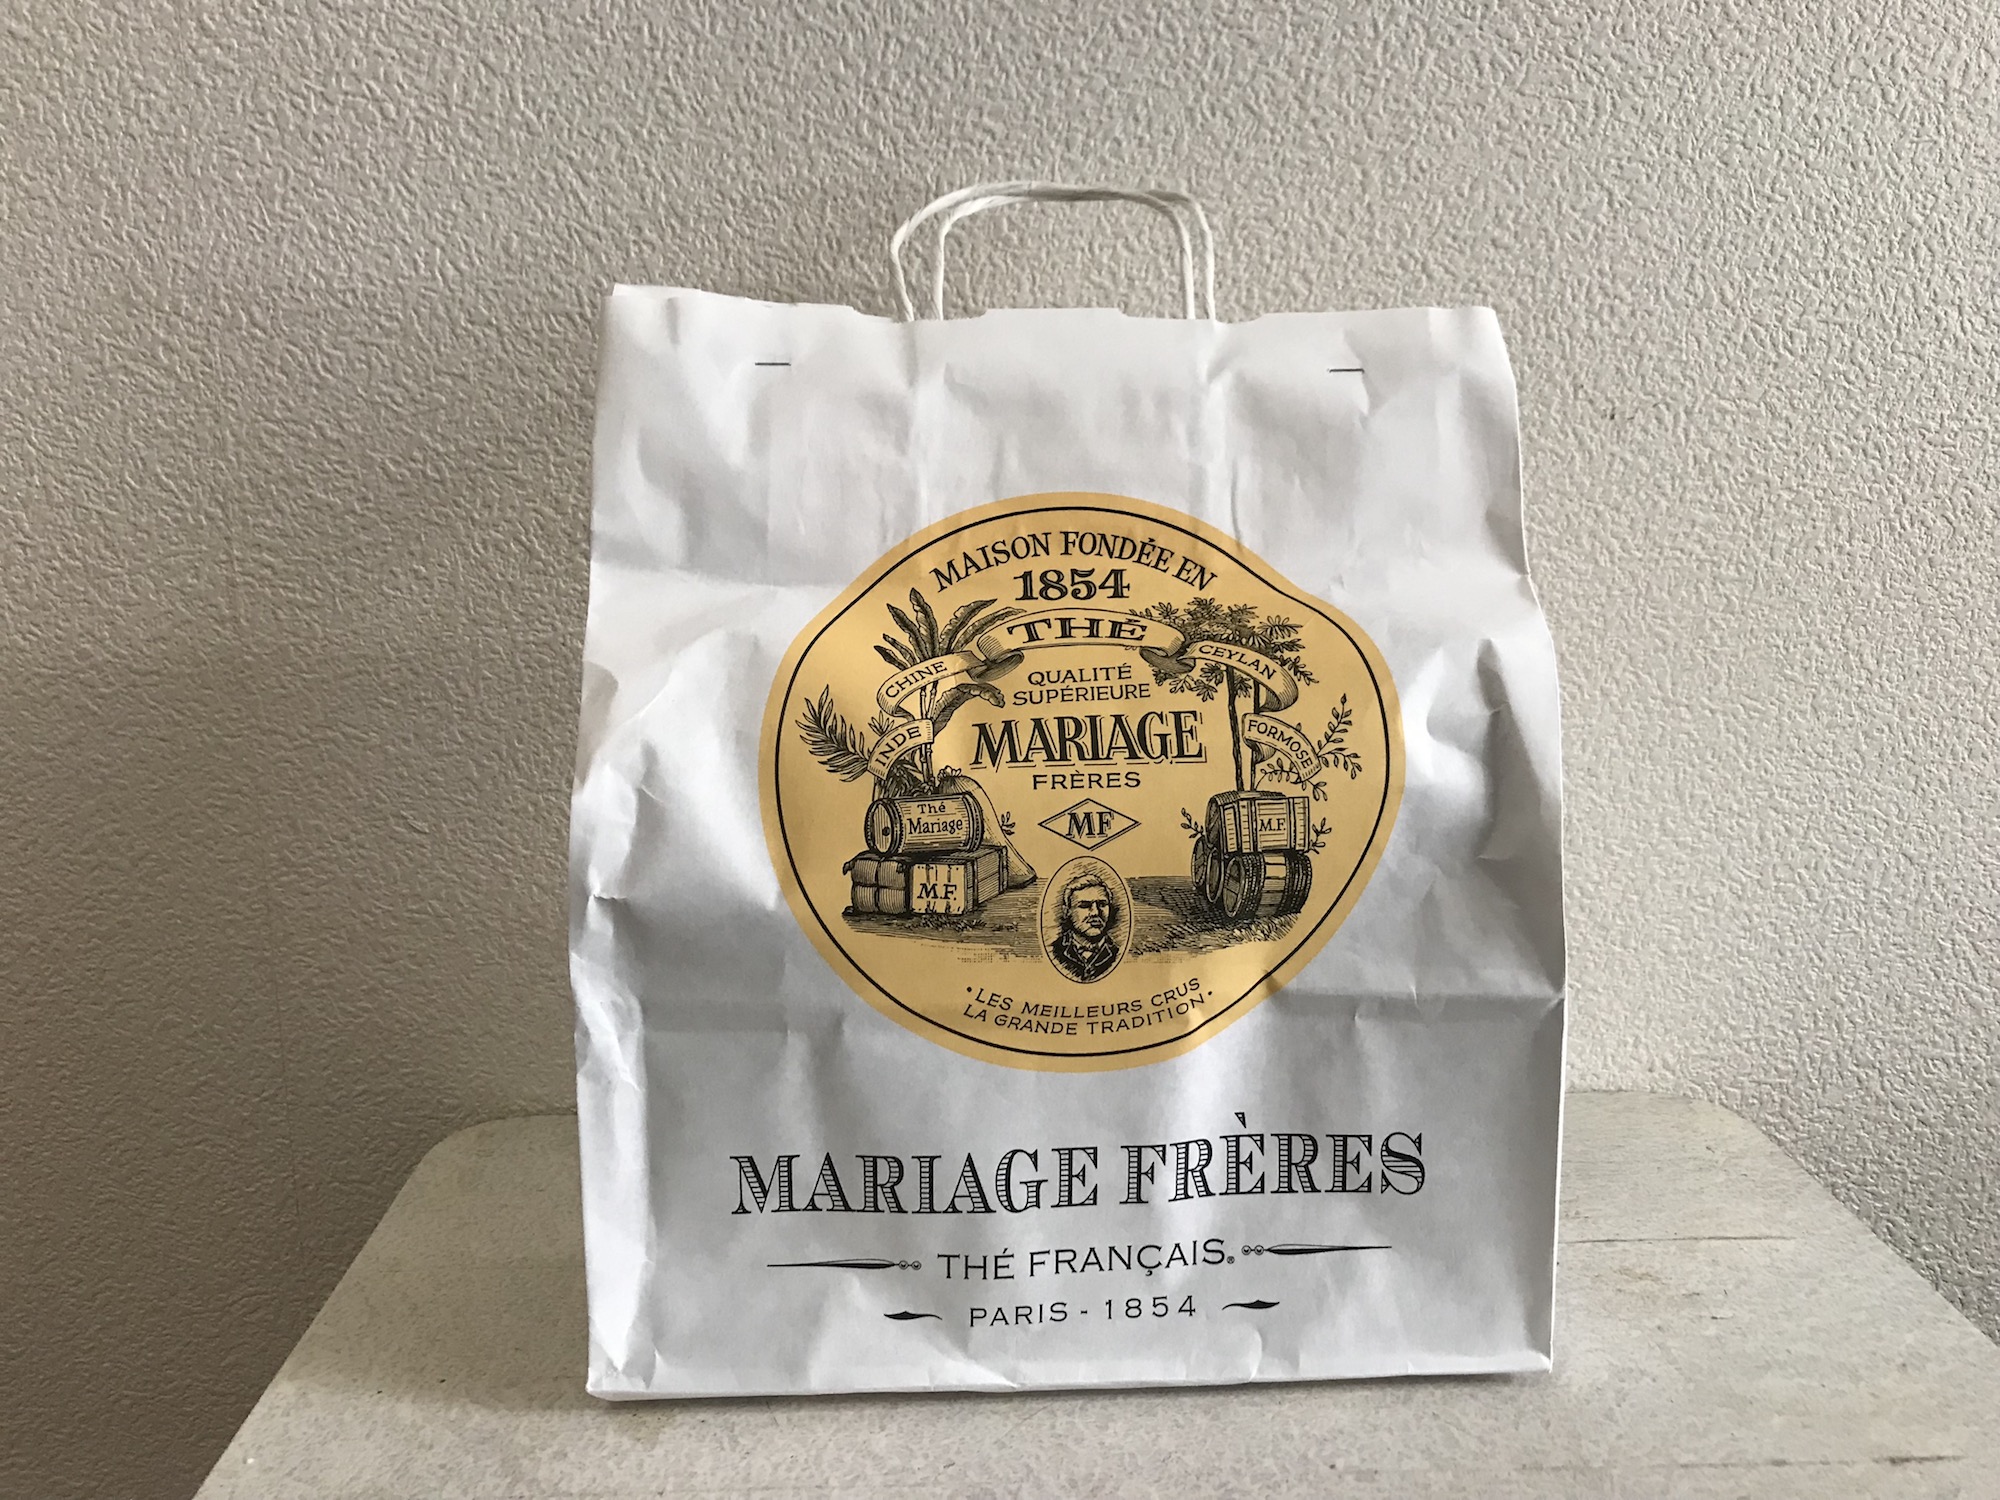 MAISON FONDÉE EN
1854
THÉ
CHINE
CEYLAN
QUALITÉ
SUPÉRIEURE
INDE
MARIAGE
FORMOSE
FRÈRES
Thé
Mariage
MF
M.F.
M.F.
• LES MEILLEURS CRUS •
LA GRANDE TRADITION
MARIAGE FRÈRES
THÉ FRANÇAIS®
PARIS - 1854